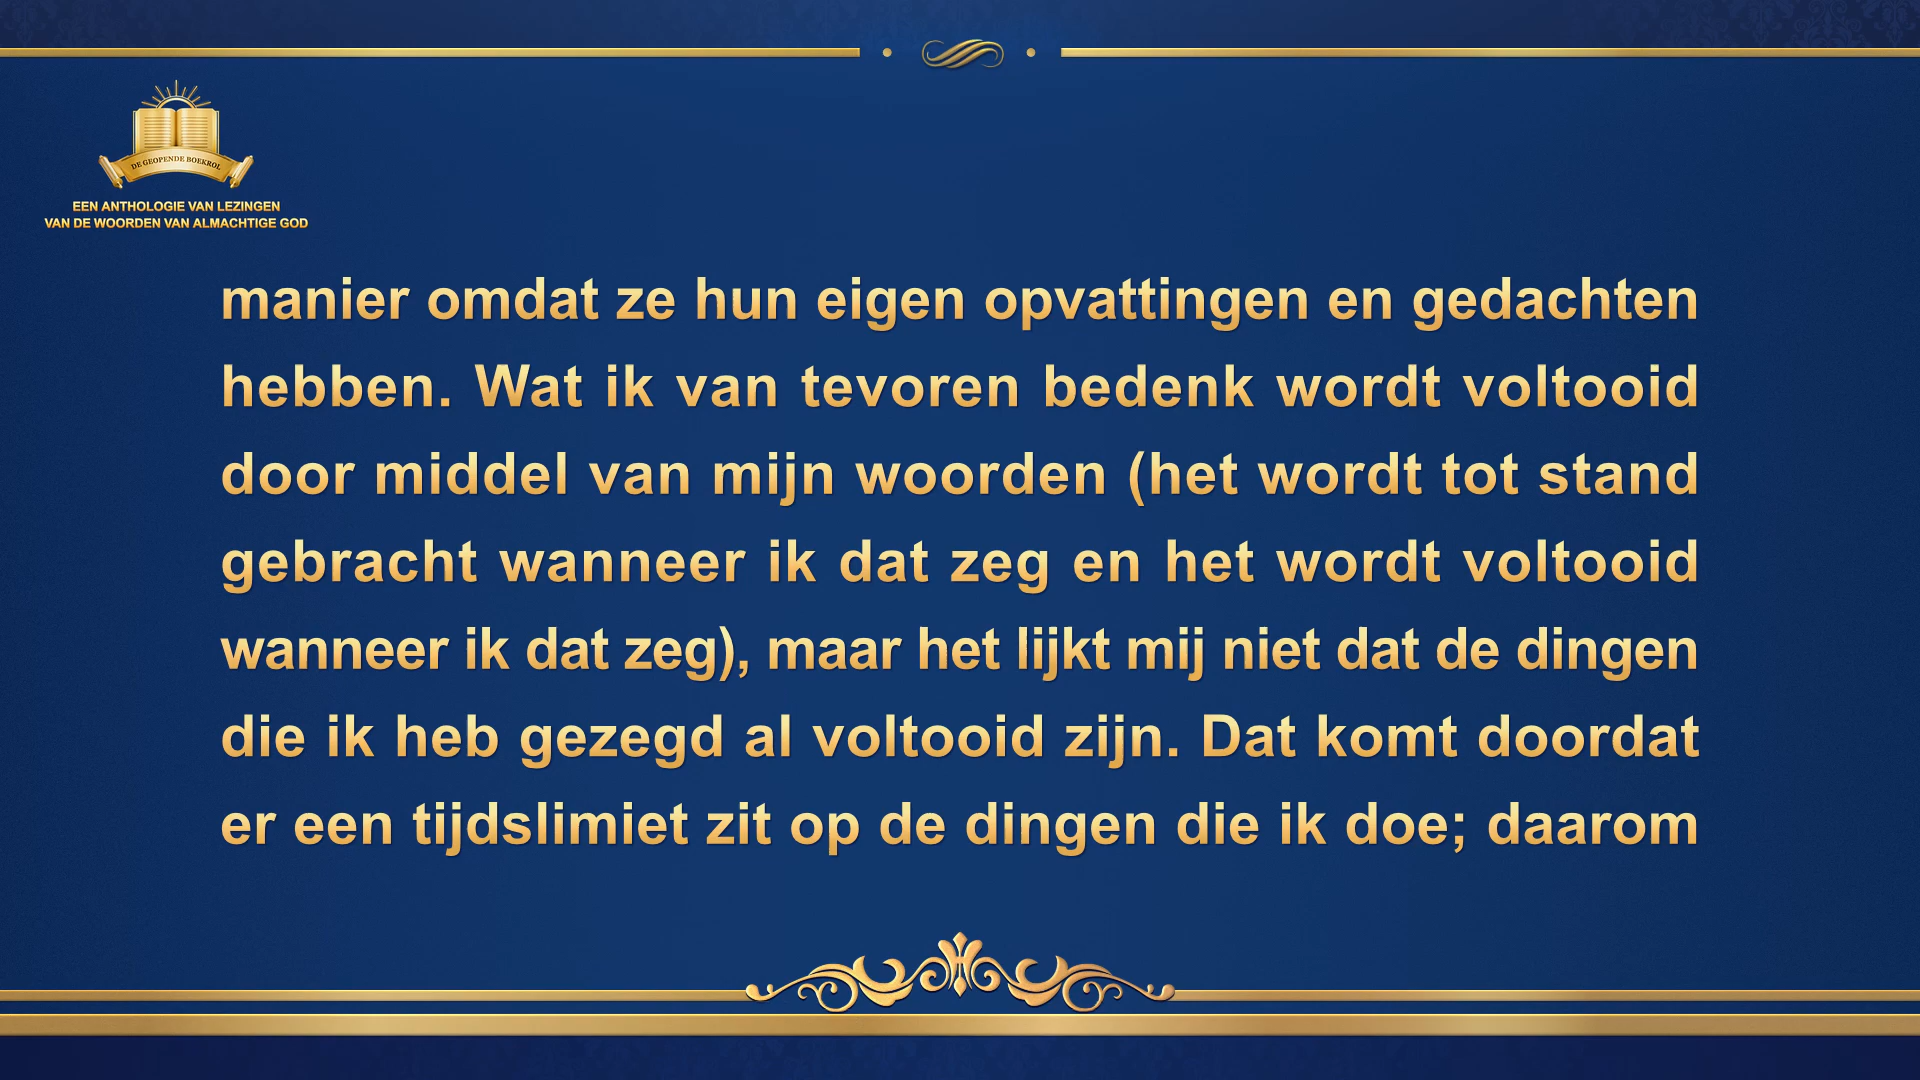 DE GEOPENDE BOEKROL
EEN ANTHOLOGIE VAN LEZINGEN
VAN DE WOORDEN VAN ALMACHTIGE GOD
manier omdat ze hun eigen opvattingen en gedachten
hebben. Wat ik van tevoren bedenk wordt voltooid
door middel van mijn woorden (het wordt tot stand
gebracht wanneer ik dat zeg en het wordt voltooid
wanneer ik dat zeg), maar het lijkt mij niet dat de dingen
die ik heb gezegd al voltooid zijn. Dat komt doordat
er een tijdslimiet zit op de dingen die ik doe; daarom